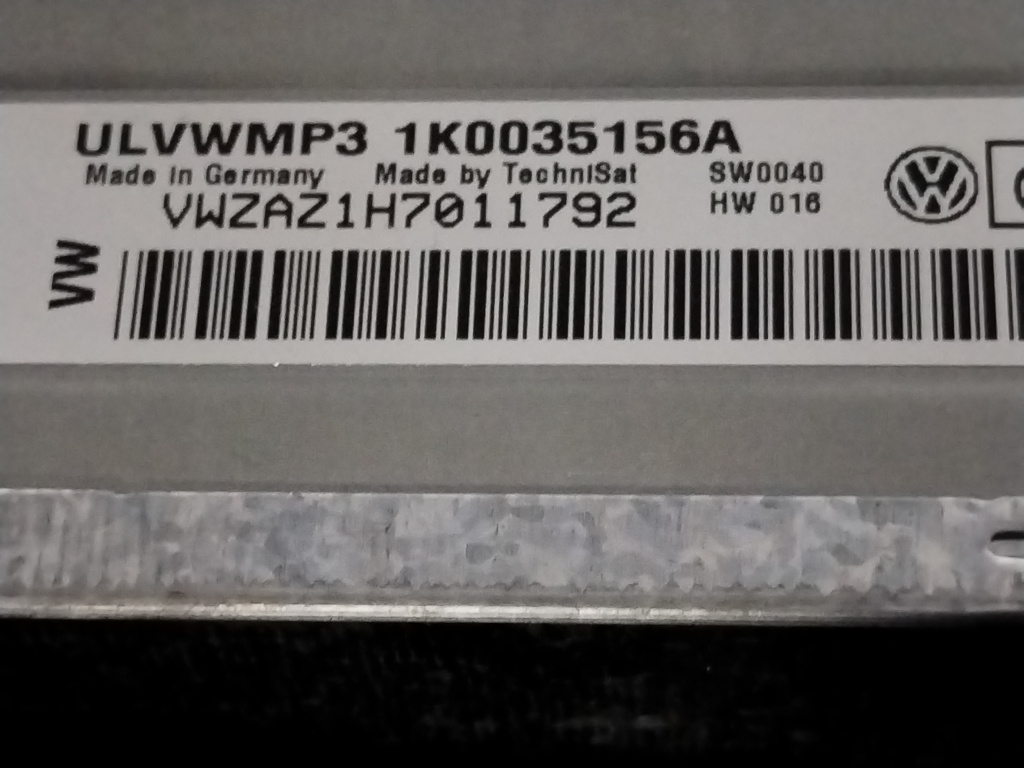 ULVWMP3 1K0035156A
Made in Germany Made by TechniSat SW0040
VWZAZ1H7011792 HW 016
VW